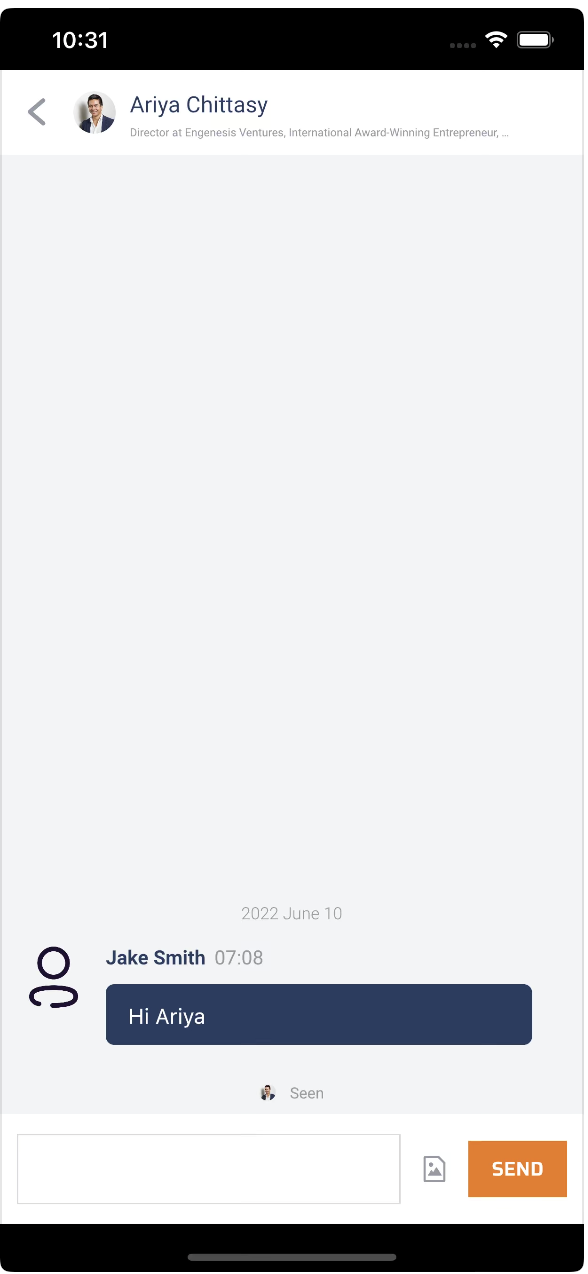 10:31
Ariya Chittasy
Director at Engenesis Ventures, International Award-Winning Entrepreneur, ...
2022 June 10
Jake Smith 07:08
Hi Ariya
Seen
SEND